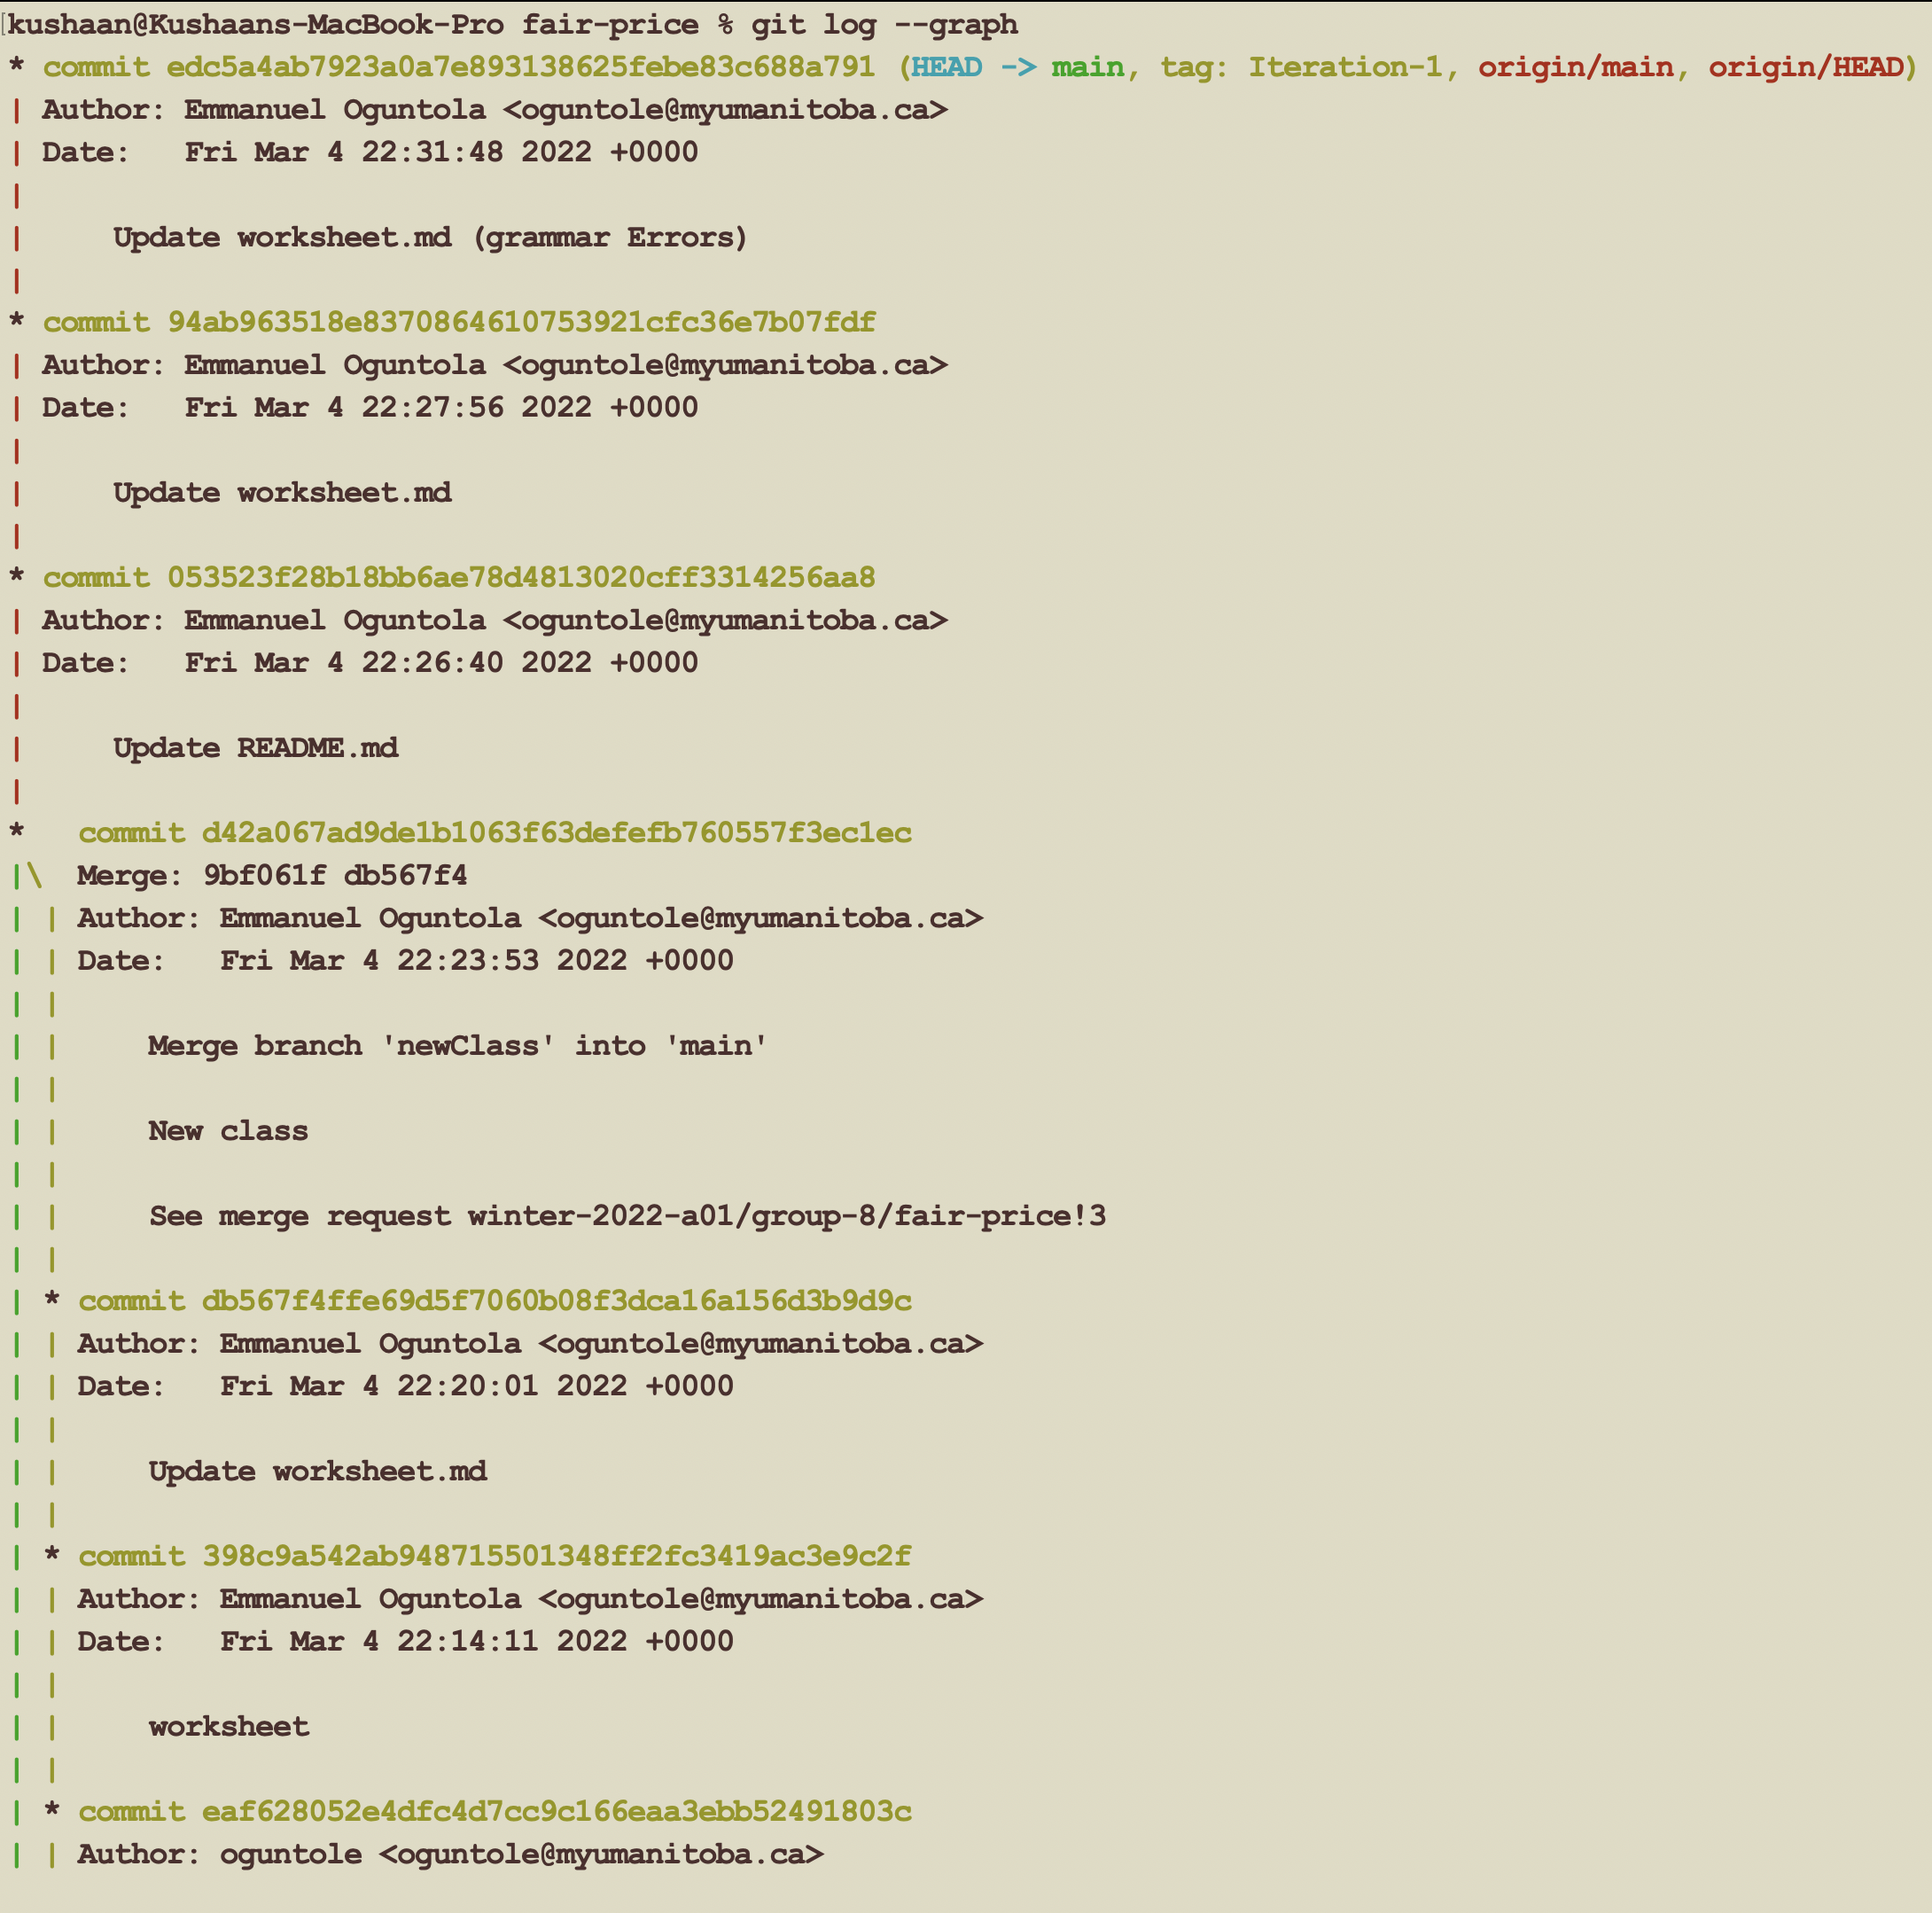 kushaan@Kushaans-MacBook-Pro fair-price % git log --graph
* commit edc5a4ab7923a0a7e893138625febe83c688a791 (HEAD -> main, tag: Iteration-1, origin/main, origin/HEAD)
| Author: Emmanuel Oguntola <oguntole@myumanitoba.ca>
| Date:   Fri Mar 4 22:31:48 2022 +0000
|
|     Update worksheet.md (grammar Errors)
|
* commit 94ab963518e8370864610753921cfc36e7b07fdf
| Author: Emmanuel Oguntola <oguntole@myumanitoba.ca>
| Date:   Fri Mar 4 22:27:56 2022 +0000
|
|     Update worksheet.md
|
* commit 053523f28b18bb6ae78d4813020cff3314256aa8
| Author: Emmanuel Oguntola <oguntole@myumanitoba.ca>
| Date:   Fri Mar 4 22:26:40 2022 +0000
|
|     Update README.md
|
*   commit d42a067ad9de1b1063f63defefb760557f3ec1ec
|\  Merge: 9bf061f db567f4
| | Author: Emmanuel Oguntola <oguntole@myumanitoba.ca>
| | Date:   Fri Mar 4 22:23:53 2022 +0000
| |
| |     Merge branch 'newClass' into 'main'
| |
| |     New class
| |
| |     See merge request winter-2022-a01/group-8/fair-price!3
| |
| * commit db567f4ffe69d5f7060b08f3dca16a156d3b9d9c
| | Author: Emmanuel Oguntola <oguntole@myumanitoba.ca>
| | Date:   Fri Mar 4 22:20:01 2022 +0000
| |
| |     Update worksheet.md
| |
| * commit 398c9a542ab948715501348ff2fc3419ac3e9c2f
| | Author: Emmanuel Oguntola <oguntole@myumanitoba.ca>
| | Date:   Fri Mar 4 22:14:11 2022 +0000
| |
| |     worksheet
| |
| * commit eaf628052e4dfc4d7cc9c166eaa3ebb52491803c
| | Author: oguntole <oguntole@myumanitoba.ca>